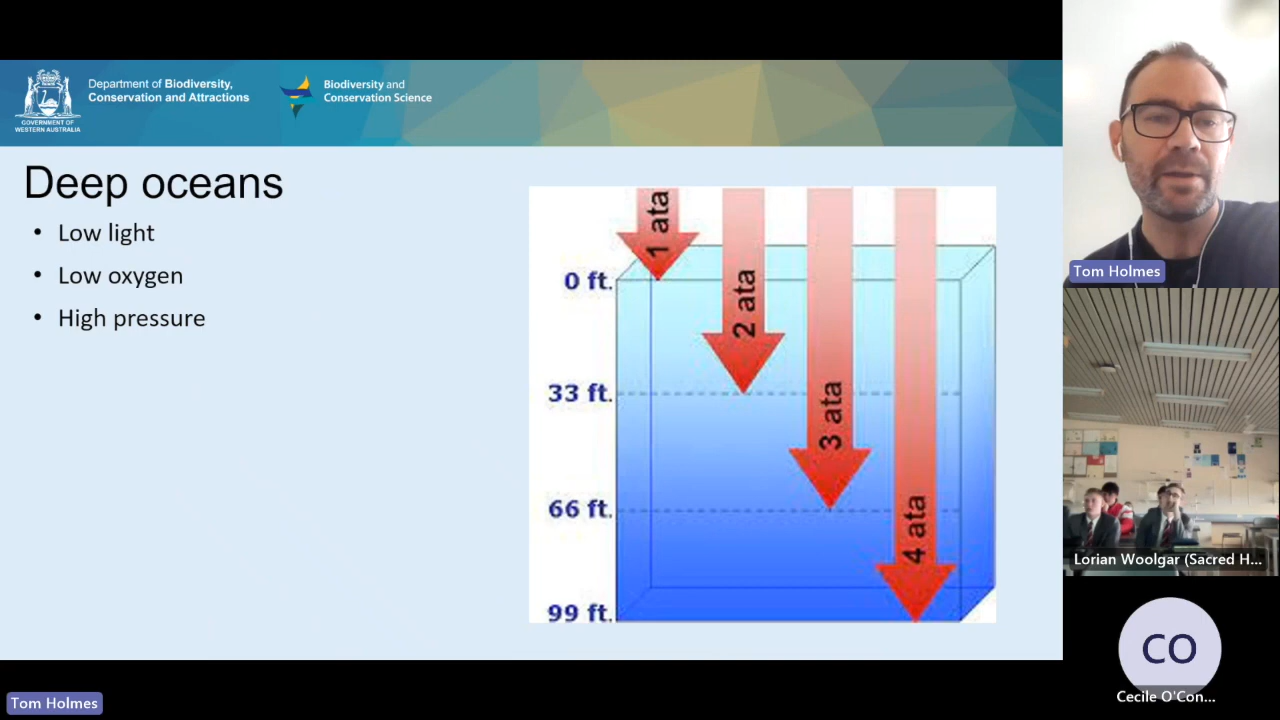 Department of Biodiversity,
Conservation and Attractions
GOVERNMENT OF
WESTERN AUSTRALIA
Biodiversity and
Conservation Science
Deep oceans
• Low light
• Low oxygen
• High pressure
1 ata
2 ata
3 ata
4 ata
0 ft.
33 ft.
66 ft.
99 ft.
Tom Holmes
Lorian Woolgar (Sacred H...
CO
Cecile O'Con...
Tom Holmes